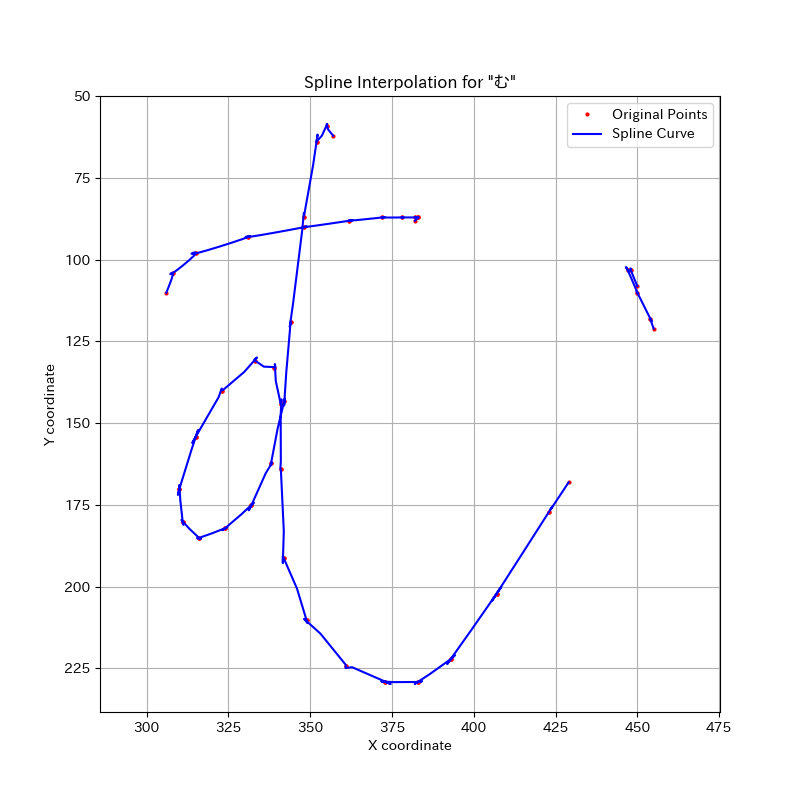 Spline Interpolation for "む"
Original Points
Spline Curve
50
75
100
125
150
175
200
225
Y coordinate
300
325
350
375
400
425
450
475
X coordinate
む